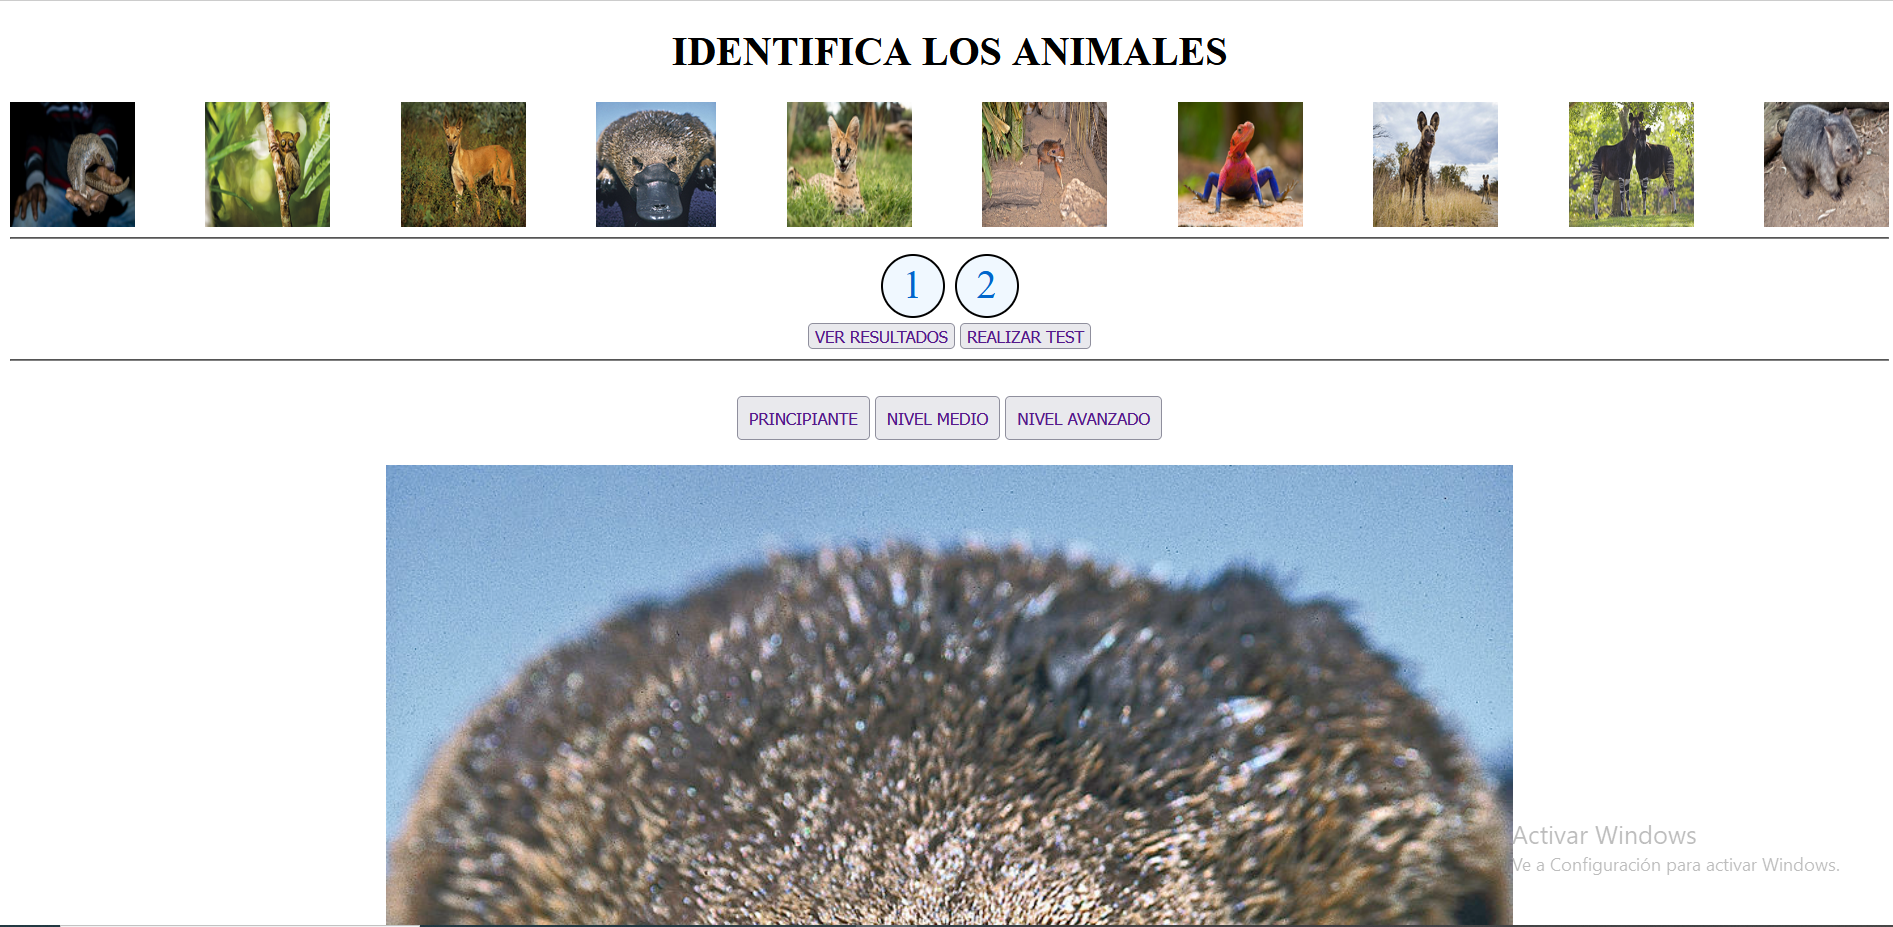 IDENTIFICA LOS ANIMALES
1 2
VER RESULTADOS REALIZAR TEST
PRINCIPIANTE NIVEL MEDIO NIVEL AVANZADO
Activar Windows
Ve a Configuración para activar Windows.